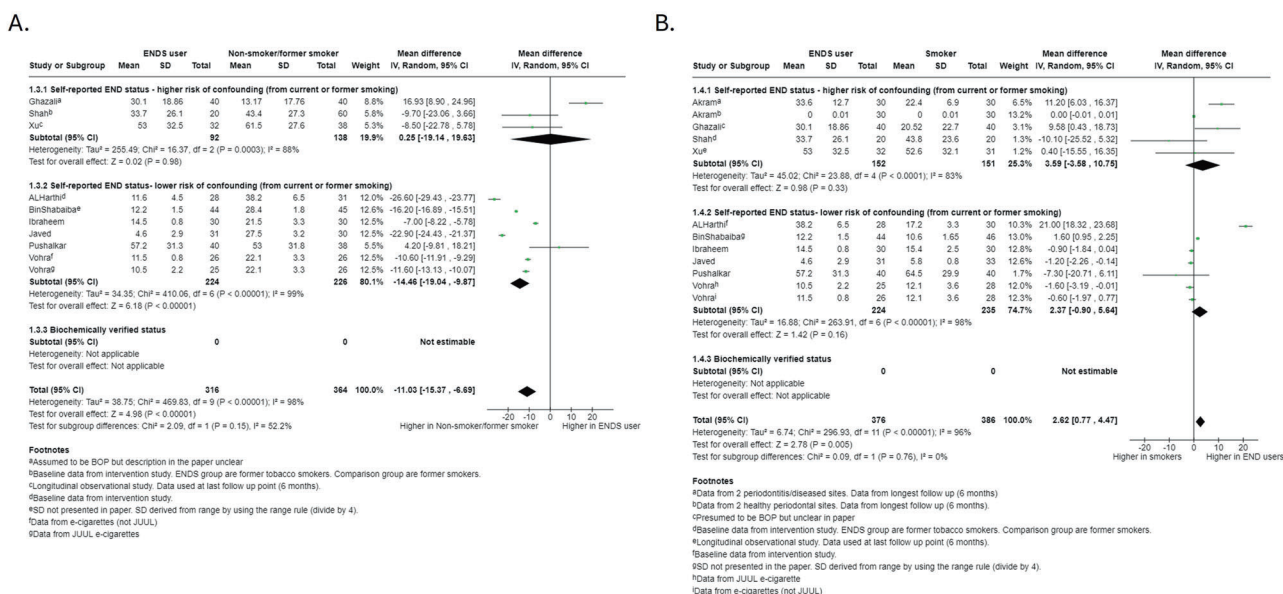 A.
ENDS user Non-smoker/former smoker Mean difference Mean difference
Study or Subgroup Mean SD Total Mean SD Total Weight IV, Random, 95% CI IV, Random, 95% CI
1.3.1 Self-reported END status - higher risk of confounding (from current or former smoking)
Ghazaliᵃ 30.1 18.86 40 13.17 17.76 40 8.8% 16.93 [8.90 , 24.96]
Shahᵇ 33.7 26.1 20 43.4 27.3 60 5.8% -9.70 [-23.06 , 3.66]
Xuᶜ 53 32.5 32 61.5 27.6 38 5.3% -8.50 [-22.78 , 5.78]
Subtotal (95% CI) 92 138 19.9% 0.25 [-19.14 , 19.63]
Heterogeneity: Tau² = 255.49; Chi² = 16.37, df = 2 (P = 0.0003); I² = 88%
Test for overall effect: Z = 0.02 (P = 0.98)
1.3.2 Self-reported END status- lower risk of confounding (from current or former smoking)
ALHarthiᵈ 11.6 4.5 28 38.2 6.5 31 12.0% -26.60 [-29.43 , -23.77]
BinShabaibaᵉ 12.2 1.5 44 28.4 1.8 45 12.6% -16.20 [-16.89 , -15.51]
Ibraheem 14.5 0.8 30 21.5 3.3 30 12.5% -7.00 [-8.22 , -5.78]
Javed 4.6 2.9 31 27.5 3.2 30 12.4% -22.90 [-24.43 , -21.37]
Pushalkar 57.2 31.3 40 53 31.8 38 5.4% 4.20 [-9.81 , 18.21]
Vohraᶠ 11.5 0.8 26 22.1 3.3 26 12.5% -10.60 [-11.91 , -9.29]
Vohraᵍ 10.5 2.2 25 22.1 3.3 26 12.4% -11.60 [-13.13 , -10.07]
Subtotal (95% CI) 224 226 80.1% -14.46 [-19.04 , -9.87]
Heterogeneity: Tau² = 34.35; Chi² = 410.06, df = 6 (P < 0.00001); I² = 99%
Test for overall effect: Z = 6.18 (P < 0.00001)
1.3.3 Biochemically verified status
Subtotal (95% CI) 0 0 Not estimable
Heterogeneity: Not applicable
Test for overall effect: Not applicable
Total (95% CI) 316 364 100.0% -11.03 [-15.37 , -6.69]
Heterogeneity: Tau² = 38.75; Chi² = 469.83, df = 9 (P < 0.00001); I² = 98%
Test for overall effect: Z = 4.98 (P < 0.00001)
Test for subgroup differences: Chi² = 2.09, df = 1 (P = 0.15), I² = 52.2%
-20 -10 0 10 20
Higher in Non-smoker/former smoker Higher in ENDS user
Footnotes
ᵃAssumed to be BOP but description in the paper unclear
ᵇBaseline data from intervention study. ENDS group are former tobacco smokers. Comparison group are former smokers.
ᶜLongitudinal observational study. Data used at last follow up point (6 months).
ᵈBaseline data from intervention study.
ᵉSD not presented in paper. SD derived from range by using the range rule (divide by 4).
ᶠData from e-cigarettes (not JUUL)
ᵍData from JUUL e-cigarettes
B.
ENDS user Smoker Mean difference Mean difference
Study or Subgroup Mean SD Total Mean SD Total Weight IV, Random, 95% CI IV, Random, 95% CI
1.4.1 Self-reported END status - higher risk of confounding (from current or former smoking)
Akramᵃ 33.6 12.7 30 22.4 6.9 30 6.5% 11.20 [6.03 , 16.37]
Akramᵇ 0 0.01 30 0 0.01 30 13.2% 0.00 [-0.01 , 0.01]
Ghazaliᶜ 30.1 18.86 40 20.52 22.7 40 3.1% 9.58 [0.43 , 18.73]
Shahᵈ 33.7 26.1 20 43.8 23.6 20 1.3% -10.10 [-25.52 , 5.32]
Xuᵉ 53 32.5 32 52.6 32.1 31 1.2% 0.40 [-15.55 , 16.35]
Subtotal (95% CI) 152 151 25.3% 3.59 [-3.58 , 10.75]
Heterogeneity: Tau² = 45.02; Chi² = 23.88, df = 4 (P < 0.0001); I² = 83%
Test for overall effect: Z = 0.98 (P = 0.33)
1.4.2 Self-reported END status- lower risk of confounding (from current or former smoking)
ALHarthiᶠ 38.2 6.5 28 17.2 3.3 30 10.3% 21.00 [18.32 , 23.68]
BinShabaibaᵍ 12.2 1.5 44 10.6 1.65 46 12.9% 1.60 [0.95 , 2.25]
Ibraheem 14.5 0.8 30 15.4 2.5 30 12.7% -0.90 [-1.84 , 0.04]
Javed 4.6 2.9 31 5.8 0.8 33 12.6% -1.20 [-2.26 , -0.14]
Pushalkar 57.2 31.3 40 64.5 29.9 40 1.7% -7.30 [-20.71 , 6.11]
Vohraʰ 10.5 2.2 25 12.1 3.6 28 12.0% -1.60 [-3.19 , -0.01]
Vohraⁱ 11.5 0.8 26 12.1 3.6 28 12.3% -0.60 [-1.97 , 0.77]
Subtotal (95% CI) 224 235 74.7% 2.37 [-0.90 , 5.64]
Heterogeneity: Tau² = 16.88; Chi² = 263.91, df = 6 (P < 0.00001); I² = 98%
Test for overall effect: Z = 1.42 (P = 0.16)
1.4.3 Biochemically verified status
Subtotal (95% CI) 0 0 Not estimable
Heterogeneity: Not applicable
Test for overall effect: Not applicable
Total (95% CI) 376 386 100.0% 2.62 [0.77 , 4.47]
Heterogeneity: Tau² = 6.74; Chi² = 296.93, df = 11 (P < 0.00001); I² = 96%
Test for overall effect: Z = 2.78 (P = 0.005)
Test for subgroup differences: Chi² = 0.09, df = 1 (P = 0.76), I² = 0%
-20 -10 0 10 20
Higher in smokers Higher in END users
Footnotes
ᵃData from 2 periodontitis/diseased sites. Data from longest follow up (6 months)
ᵇData from 2 healthy periodontal sites. Data from longest follow up (6 months).
ᶜPresumed to be BOP but unclear in paper
ᵈBaseline data from intervention study. ENDS group are former tobacco smokers. Comparison group are former smokers.
ᵉLongitudinal observational study. Data used at last follow up point (6 months).
ᶠBaseline data from intervention study.
ᵍSD not presented in the paper. SD derived from range by using the range rule (divide by 4).
ʰData from JUUL e-cigarette
ⁱData from e-cigarettes (not JUUL)